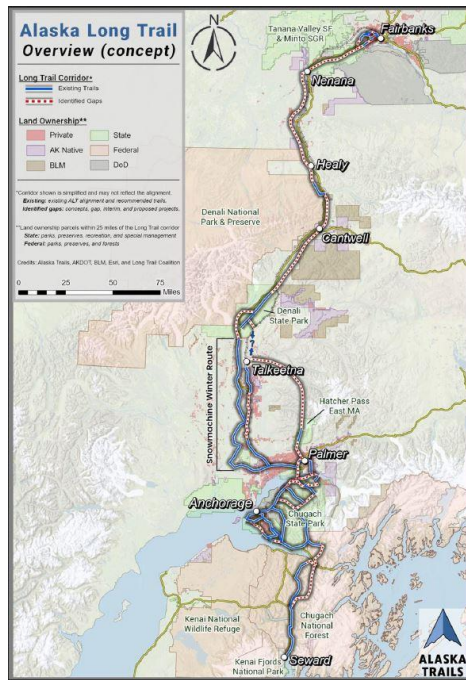 Alaska Long Trail
Overview (concept)
Long Trail Corridor*
Existing Trails
Identified Gaps
Land Ownership**
Private
State
AK Native
Federal
BLM
DoD
*Corridor shown is simplified and may not reflect the alignment.
Existing: existing ALT alignment and recommended trails.
Identified gaps: concepts, gap, interim, and proposed projects.
**Land ownership parcels within 25 miles of the Long Trail corridor
State: parks, preserves, recreation, and special management
Federal: parks, preserves, and forests
Credits: Alaska Trails, AKDOT, BLM, Esri, and Long Trail Coalition
0 25 50 75
Miles
N
Tanana Valley SF
& Minto SGR
Fairbanks
Nenana
Healy
Denali National
Park & Preserve
Cantwell
Denali
State Park
Snowmachine Winter Route
Talkeetna
Hatcher Pass
East MA
Palmer
Anchorage
Chugach
State Park
Kenai National
Wildlife Refuge
Chugach
National
Forest
Kenai Fjords
National Park
Seward
ALASKA
TRAILS